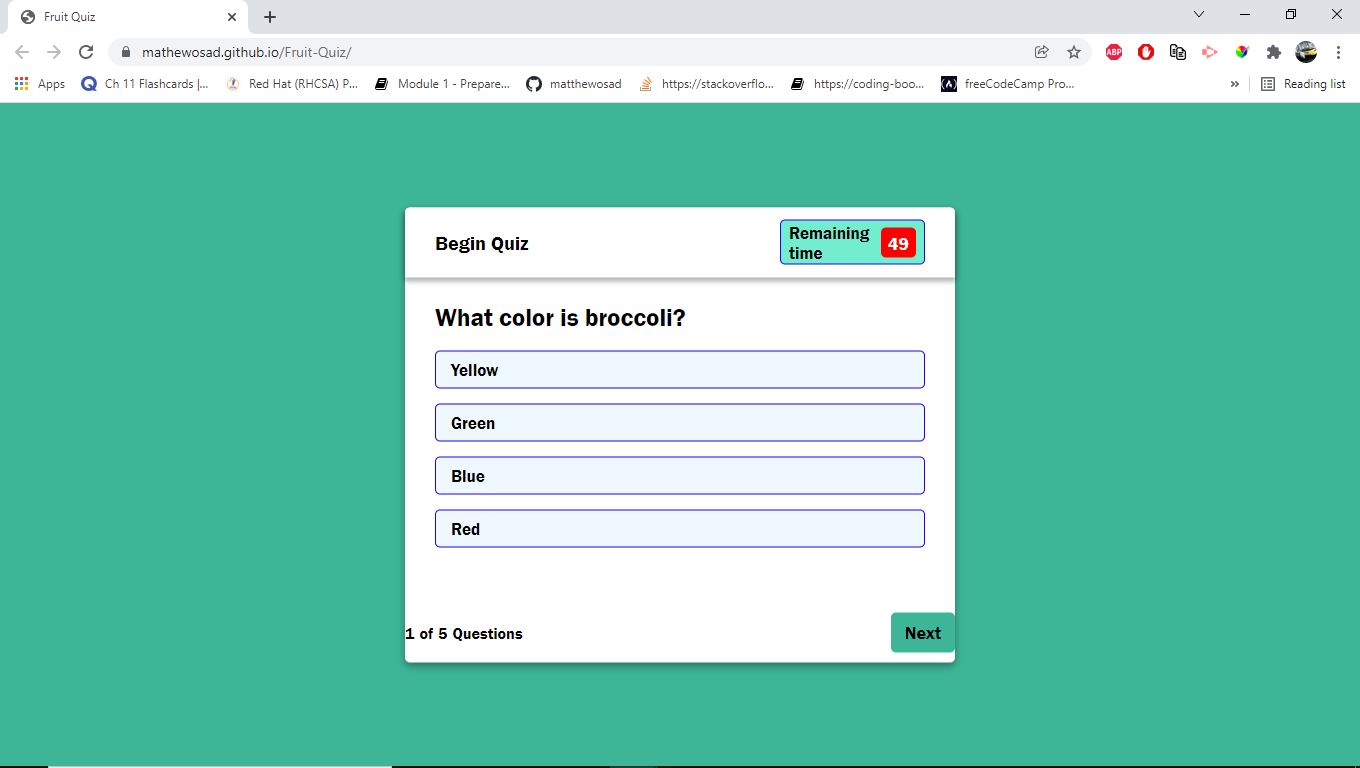 Fruit Quiz
mathewosad.github.io/Fruit-Quiz/
ABP
Apps
Ch 11 Flashcards |...
Red Hat (RHCSA) P...
Module 1 - Prepare...
matthewosad
https://stackoverflo...
https://coding-boo...
freeCodeCamp Pro...
»
Reading list
Begin Quiz
Remaining
time
49
What color is broccoli?
Yellow
Green
Blue
Red
1 of 5 Questions
Next